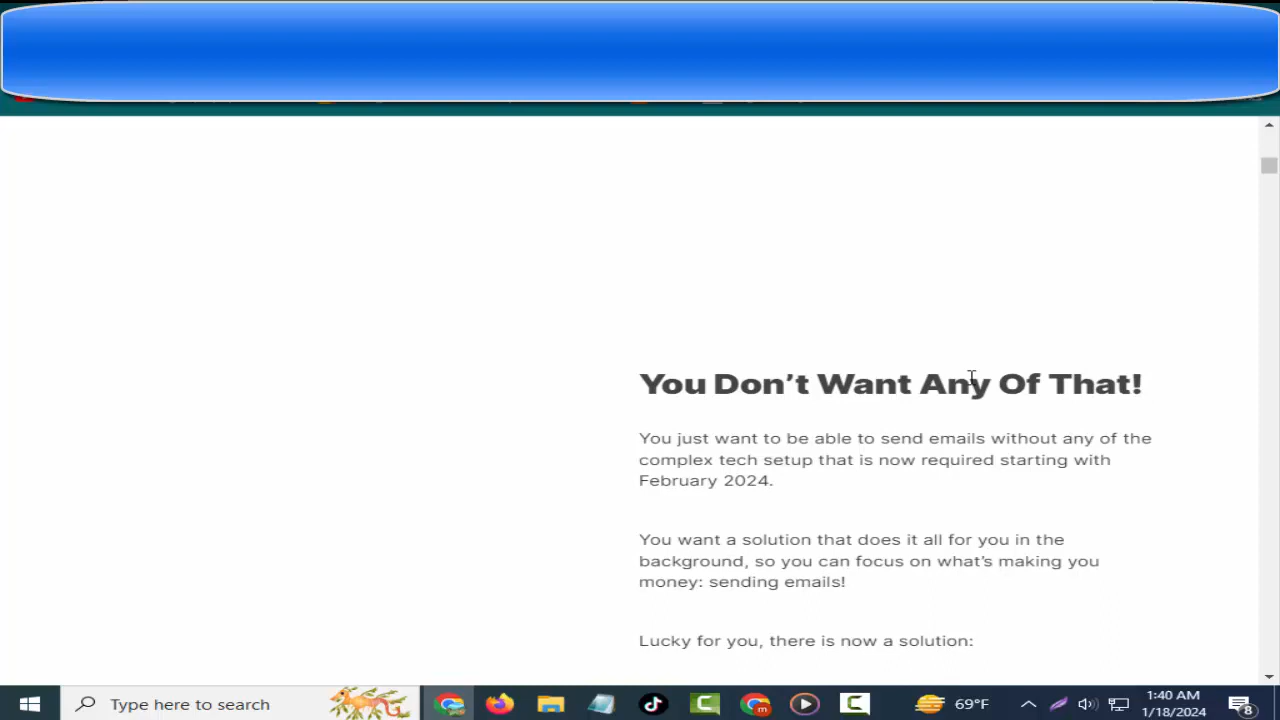 You Don’t Want Any Of That!
You just want to be able to send emails without any of the
complex tech setup that is now required starting with
February 2024.
You want a solution that does it all for you in the
background, so you can focus on what’s making you
money: sending emails!
Lucky for you, there is now a solution:
Type here to search
69°F
1:40 AM
1/18/2024
8